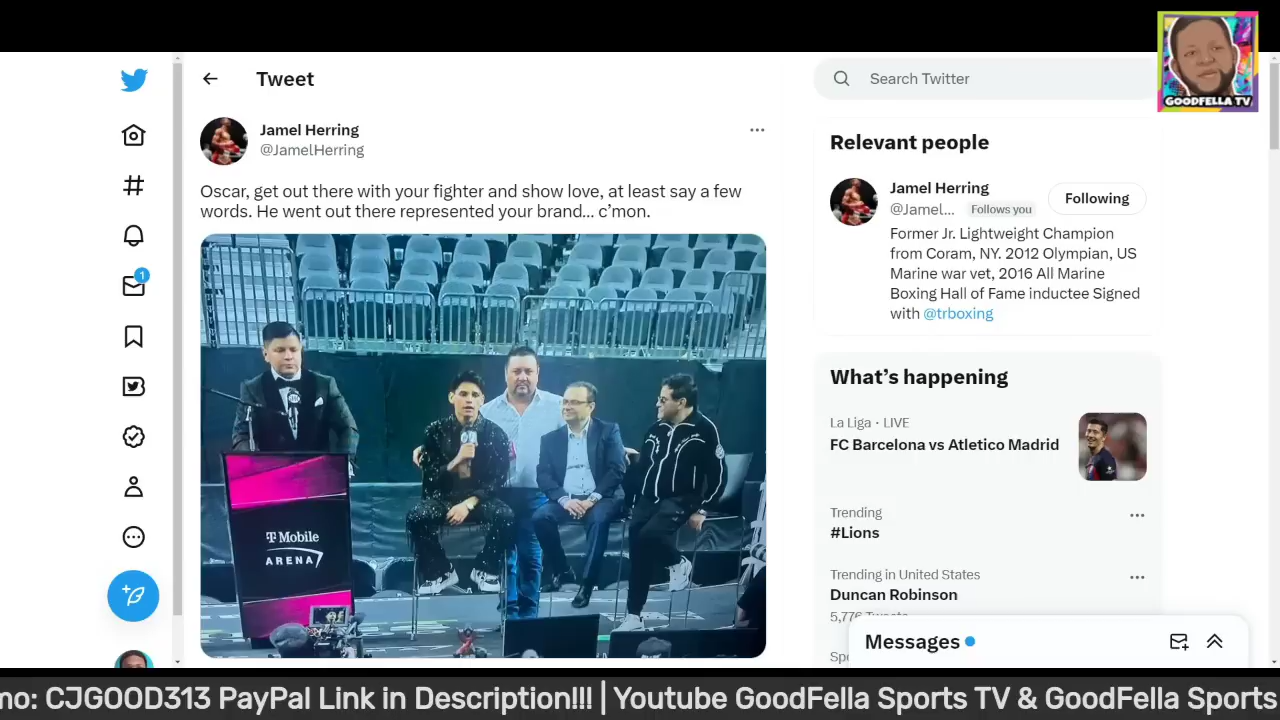 GOODFELLA TV
Tweet
Search Twitter
Jamel Herring
@JamelHerring
Oscar, get out there with your fighter and show love, at least say a few
words. He went out there represented your brand... c’mon.
T Mobile
ARENA
Relevant people
Jamel Herring
@Jamel...
Follows you
Following
Former Jr. Lightweight Champion
from Coram, NY. 2012 Olympian, US
Marine war vet, 2016 All Marine
Boxing Hall of Fame inductee Signed
with @trboxing
What’s happening
La Liga · LIVE
FC Barcelona vs Atletico Madrid
Trending
#Lions
Trending in United States
Duncan Robinson
5,776 Tweets
Messages
1
mo: CJGOOD313 PayPal Link in Description!!! | Youtube GoodFella Sports TV & GoodFella Sports